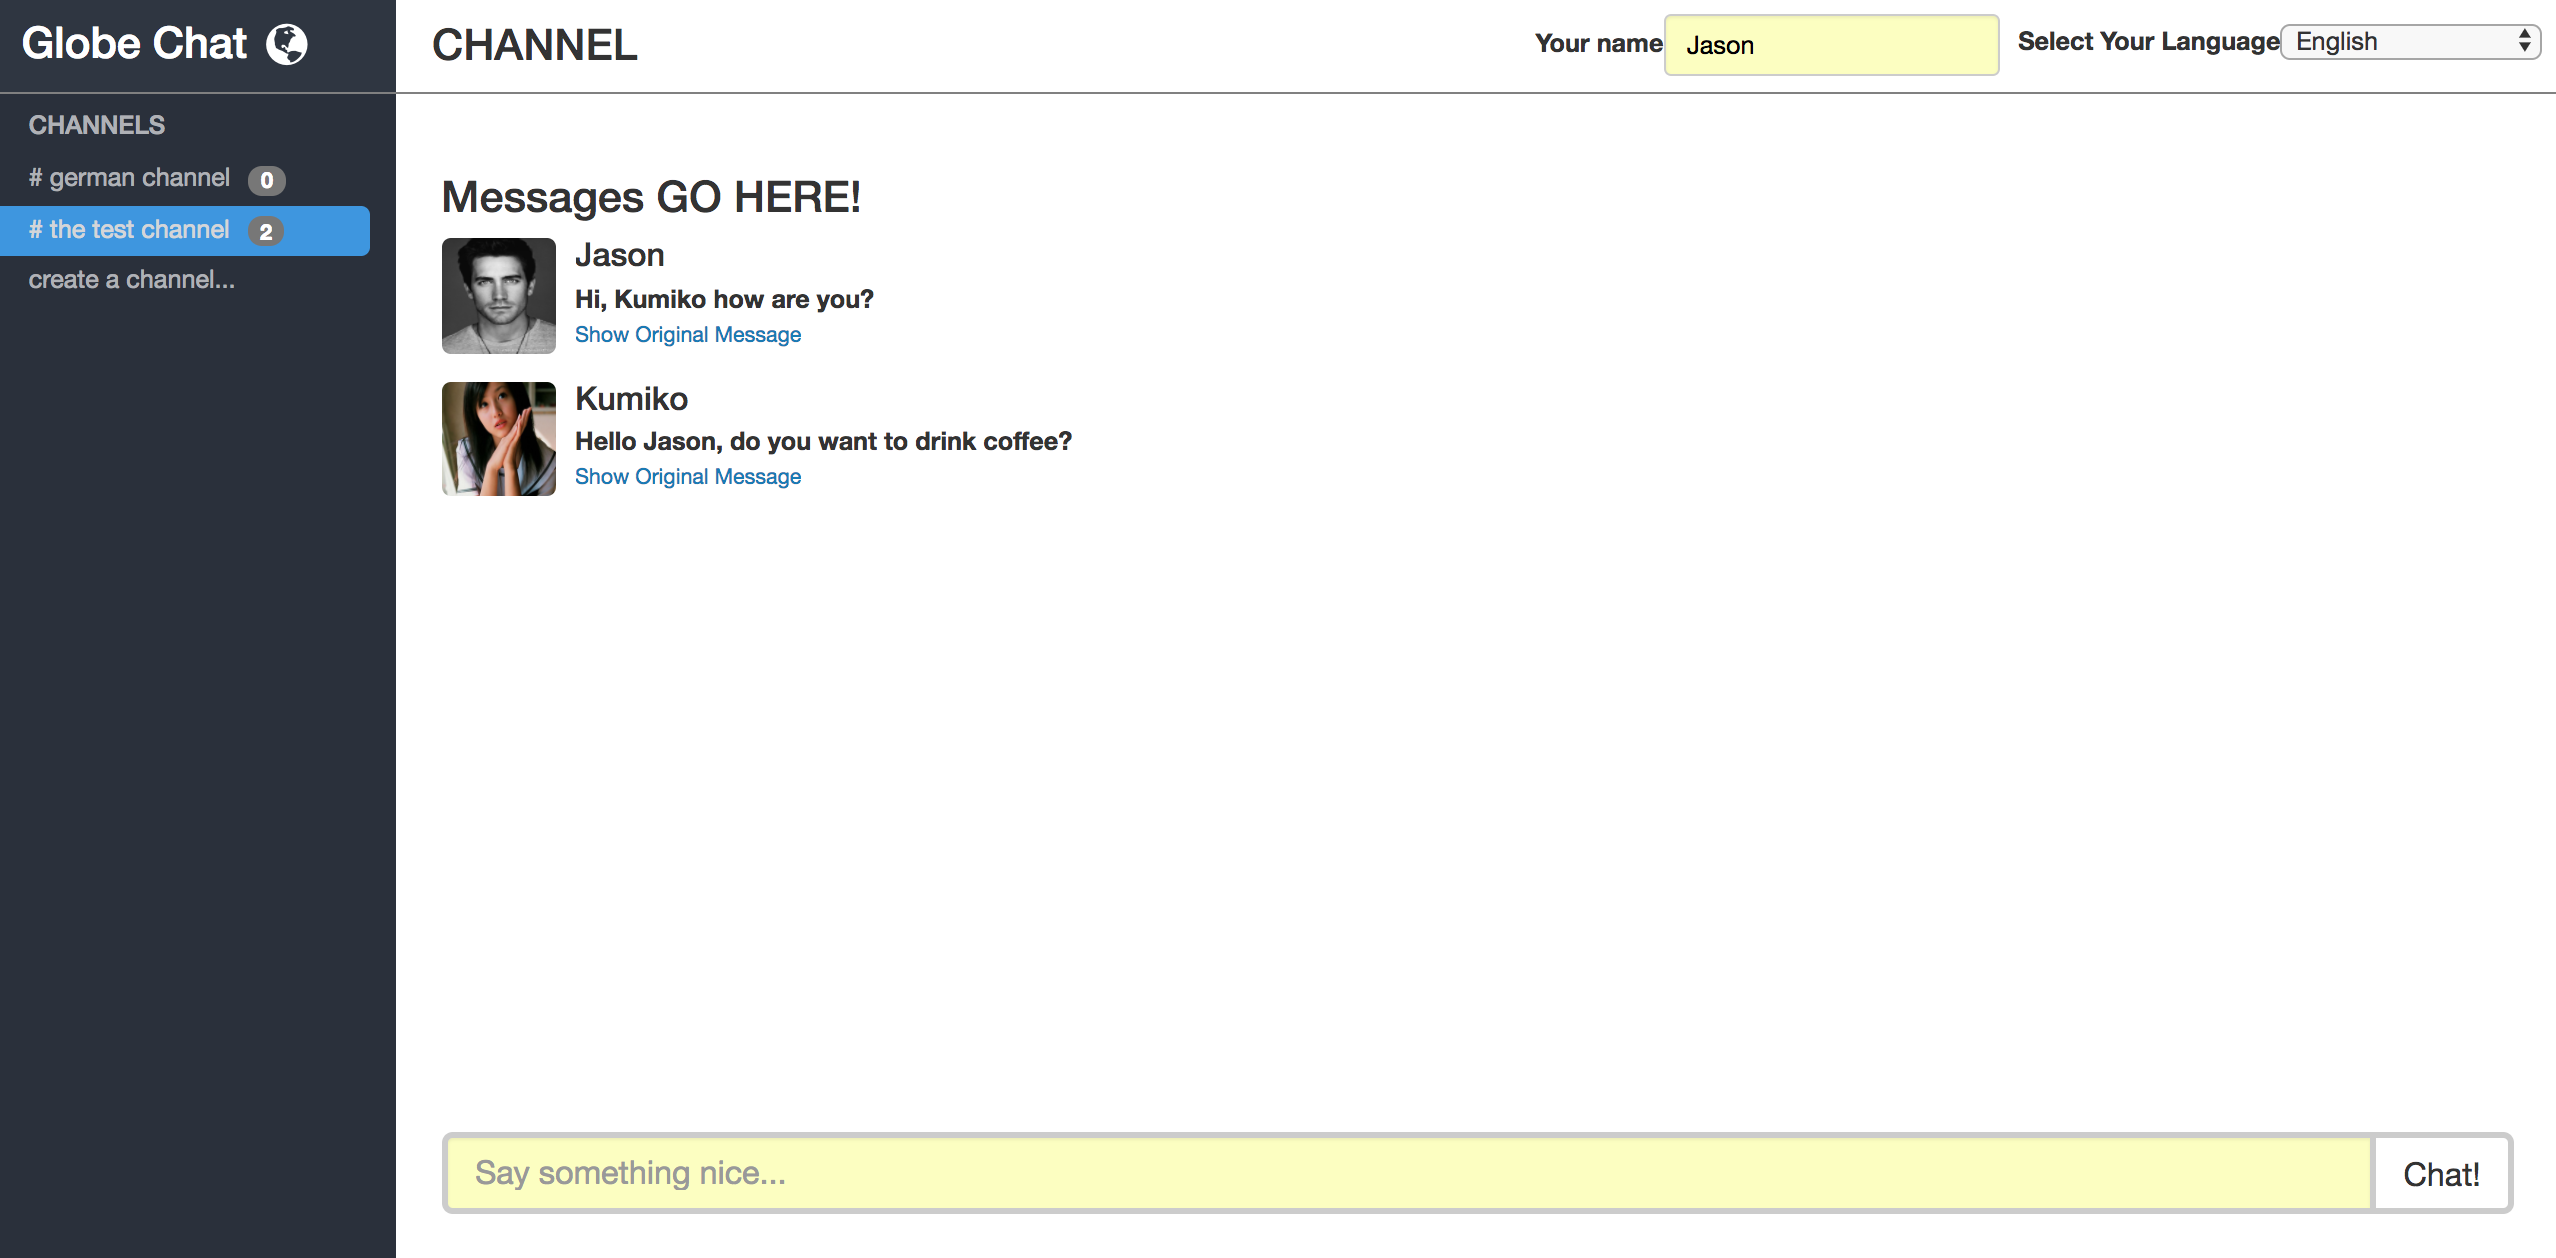 Globe Chat
CHANNEL
Your name
Jason
Select Your Language
English
CHANNELS
# german channel 0
# the test channel 2
create a channel...
Messages GO HERE!
Jason
Hi, Kumiko how are you?
Show Original Message
Kumiko
Hello Jason, do you want to drink coffee?
Show Original Message
Say something nice...
Chat!